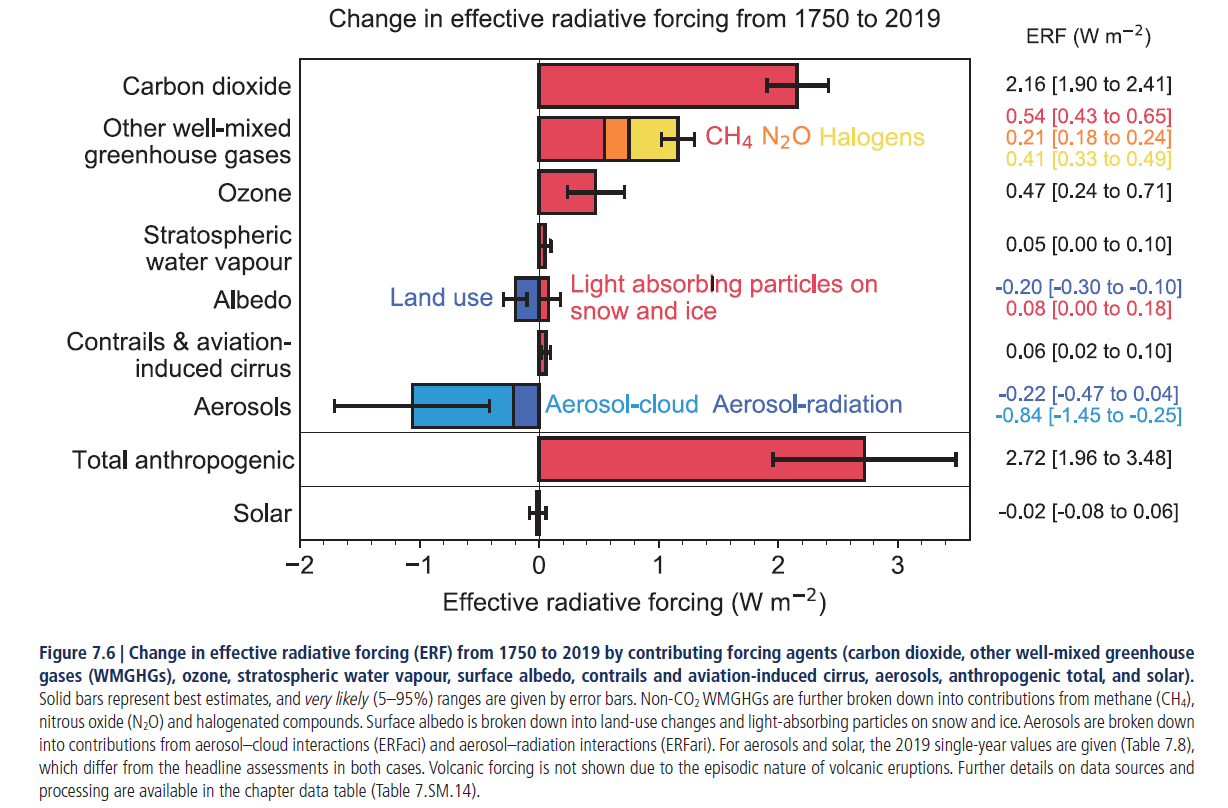 Change in effective radiative forcing from 1750 to 2019
ERF (W m−2)
Carbon dioxide
2.16 [1.90 to 2.41]
Other well-mixed
greenhouse gases
CH4 N2O Halogens
0.54 [0.43 to 0.65]
0.21 [0.18 to 0.24]
0.41 [0.33 to 0.49]
Ozone
0.47 [0.24 to 0.71]
Stratospheric
water vapour
0.05 [0.00 to 0.10]
Albedo
Land use
Light absorbing particles on
snow and ice
-0.20 [-0.30 to -0.10]
0.08 [0.00 to 0.18]
Contrails & aviation-
induced cirrus
0.06 [0.02 to 0.10]
Aerosols
Aerosol-cloud Aerosol-radiation
-0.22 [-0.47 to 0.04]
-0.84 [-1.45 to -0.25]
Total anthropogenic
2.72 [1.96 to 3.48]
Solar
-0.02 [-0.08 to 0.06]
−2 −1 0 1 2 3
Effective radiative forcing (W m−2)
Figure 7.6 | Change in effective radiative forcing (ERF) from 1750 to 2019 by contributing forcing agents (carbon dioxide, other well-mixed greenhouse
gases (WMGHGs), ozone, stratospheric water vapour, surface albedo, contrails and aviation-induced cirrus, aerosols, anthropogenic total, and solar).
Solid bars represent best estimates, and very likely (5–95%) ranges are given by error bars. Non-CO2 WMGHGs are further broken down into contributions from methane (CH4),
nitrous oxide (N2O) and halogenated compounds. Surface albedo is broken down into land-use changes and light-absorbing particles on snow and ice. Aerosols are broken down
into contributions from aerosol–cloud interactions (ERFaci) and aerosol–radiation interactions (ERFari). For aerosols and solar, the 2019 single-year values are given (Table 7.8),
which differ from the headline assessments in both cases. Volcanic forcing is not shown due to the episodic nature of volcanic eruptions. Further details on data sources and
processing are available in the chapter data table (Table 7.SM.14).